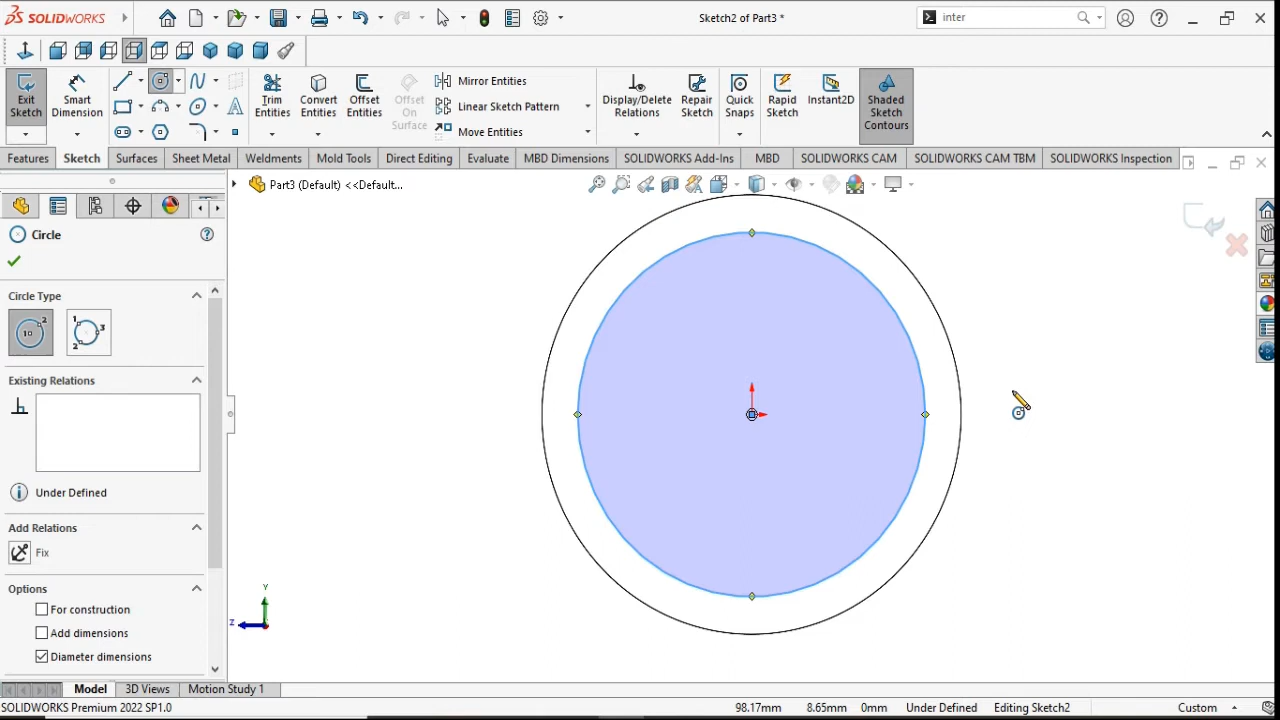 SOLIDWORKS
Sketch2 of Part3 *
inter
Exit Sketch
Smart Dimension
Trim Entities
Convert Entities
Offset Entities
Offset On Surface
Mirror Entities
Linear Sketch Pattern
Move Entities
Display/Delete Relations
Repair Sketch
Quick Snaps
Rapid Sketch
Instant2D
Shaded Sketch Contours
Features
Sketch
Surfaces
Sheet Metal
Weldments
Mold Tools
Direct Editing
Evaluate
MBD Dimensions
SOLIDWORKS Add-Ins
MBD
SOLIDWORKS CAM
SOLIDWORKS CAM TBM
SOLIDWORKS Inspection
Part3 (Default) <<Default...
Circle
Circle Type
Existing Relations
Under Defined
Add Relations
Fix
Options
For construction
Add dimensions
Diameter dimensions
Y
Z
Model
3D Views
Motion Study 1
SOLIDWORKS Premium 2022 SP1.0
98.17mm
8.65mm
0mm
Under Defined
Editing Sketch2
Custom